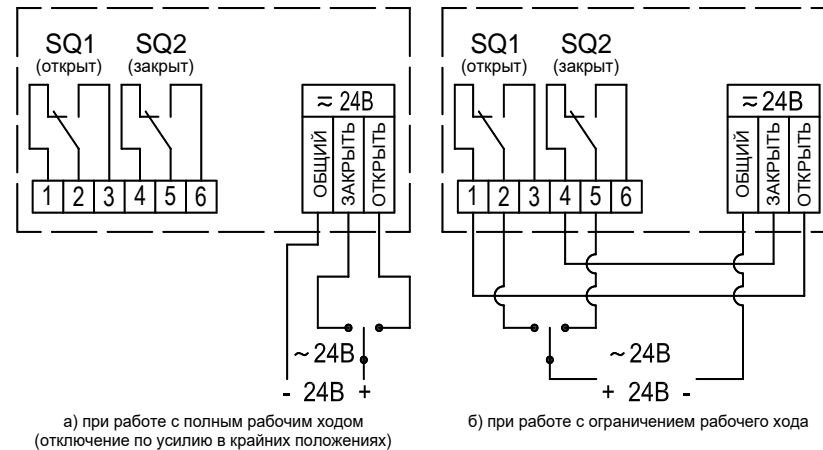 SQ1 SQ2
(открыт) (закрыт)
≂ 24В
ОБЩИЙ
ЗАКРЫТЬ
ОТКРЫТЬ
1 2 3 4 5 6
~24В
- 24В +
а) при работе с полным рабочим ходом
(отключение по усилию в крайних положениях)
SQ1 SQ2
(открыт) (закрыт)
≂ 24В
ОБЩИЙ
ЗАКРЫТЬ
ОТКРЫТЬ
1 2 3 4 5 6
~24В
+ 24В -
б) при работе с ограничением рабочего хода